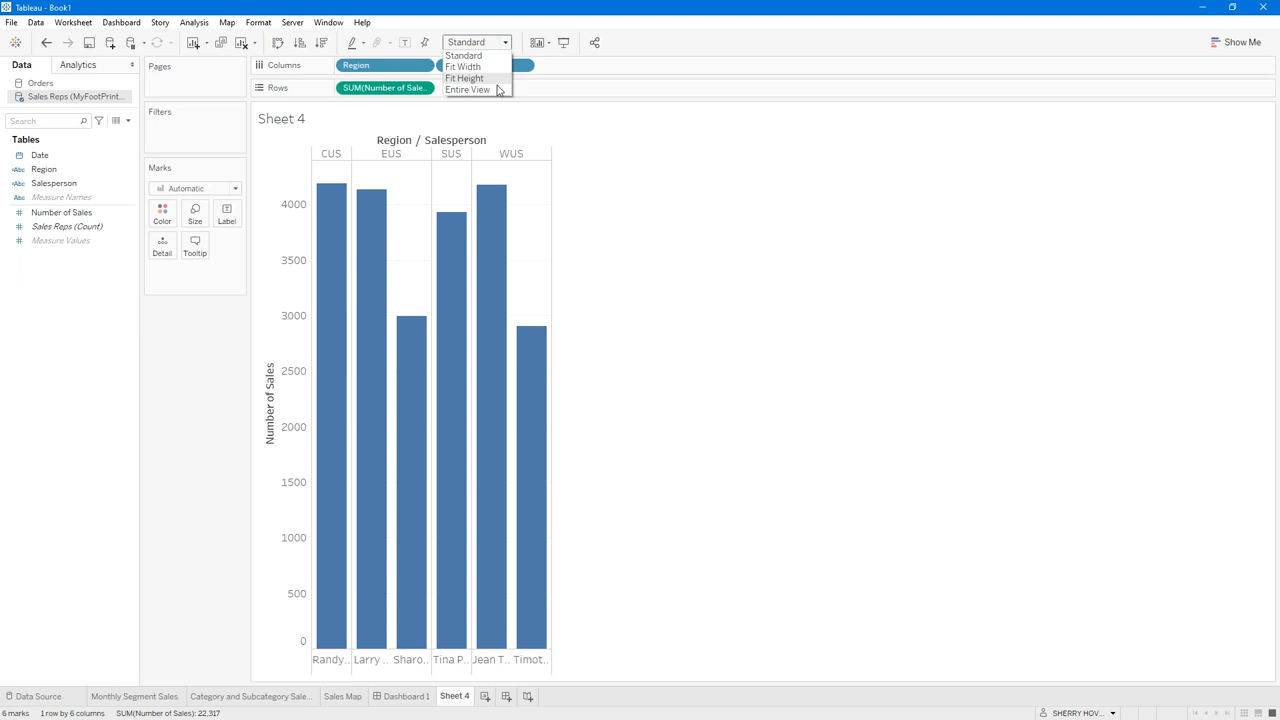 Tableau - Book1
File Data Worksheet Dashboard Story Analysis Map Format Server Window Help
Standard
Show Me
Standard
Fit Width
Fit Height
Entire View
Data Analytics
Orders
Sales Reps (MyFootPrint...
Search
Tables
Date
Region
Salesperson
Measure Names
Number of Sales
Sales Reps (Count)
Measure Values
Pages
Filters
Marks
Automatic
Color Size Label
Detail Tooltip
Columns Region
Rows SUM(Number of Sale..
Sheet 4
Region / Salesperson
CUS EUS SUS WUS
Number of Sales
4000
3500
3000
2500
2000
1500
1000
500
0
Randy.. Larry .. Sharo.. Tina P.. Jean T.. Timot..
Data Source Monthly Segment Sales Category and Subcategory Sale... Sales Map Dashboard 1 Sheet 4
6 marks 1 row by 6 columns SUM(Number of Sales): 22,317 SHERRY HOV...